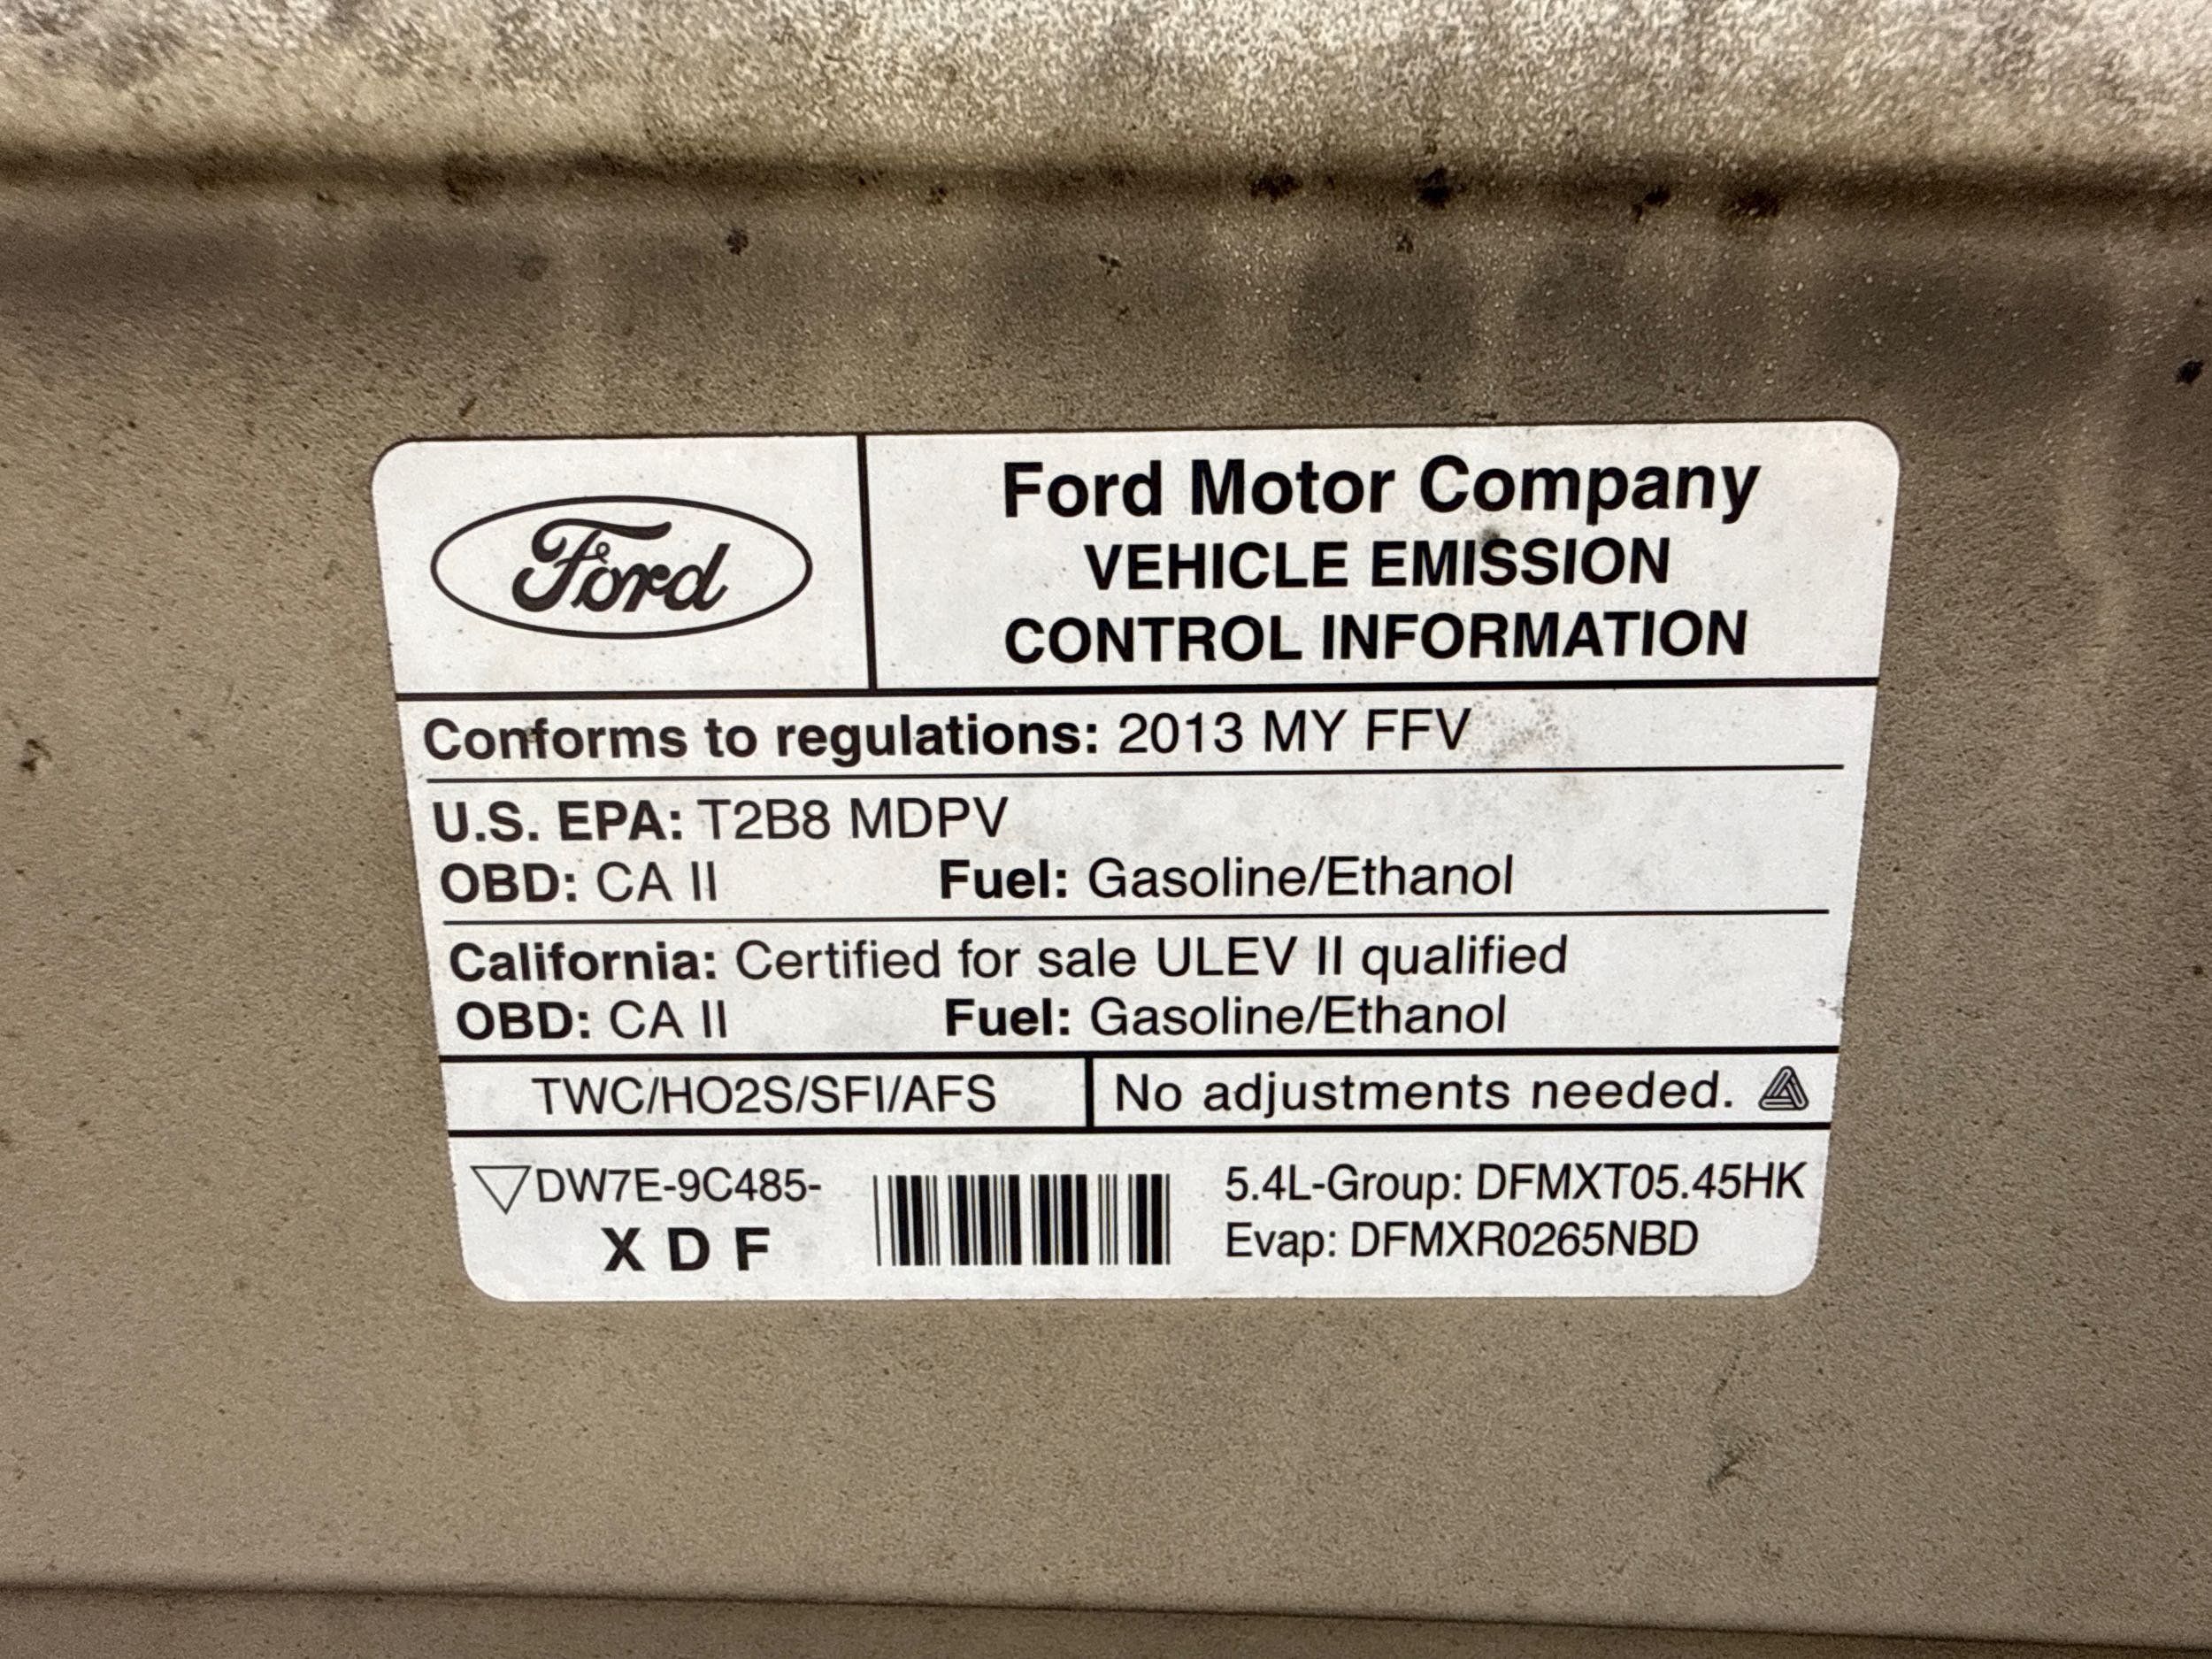 Ford
Ford Motor Company
VEHICLE EMISSION
CONTROL INFORMATION
Conforms to regulations: 2013 MY FFV
U.S. EPA: T2B8 MDPV
OBD: CA II Fuel: Gasoline/Ethanol
California: Certified for sale ULEV II qualified
OBD: CA II Fuel: Gasoline/Ethanol
TWC/HO2S/SFI/AFS
No adjustments needed.
DW7E-9C485-
X D F
5.4L-Group: DFMXT05.45HK
Evap: DFMXR0265NBD